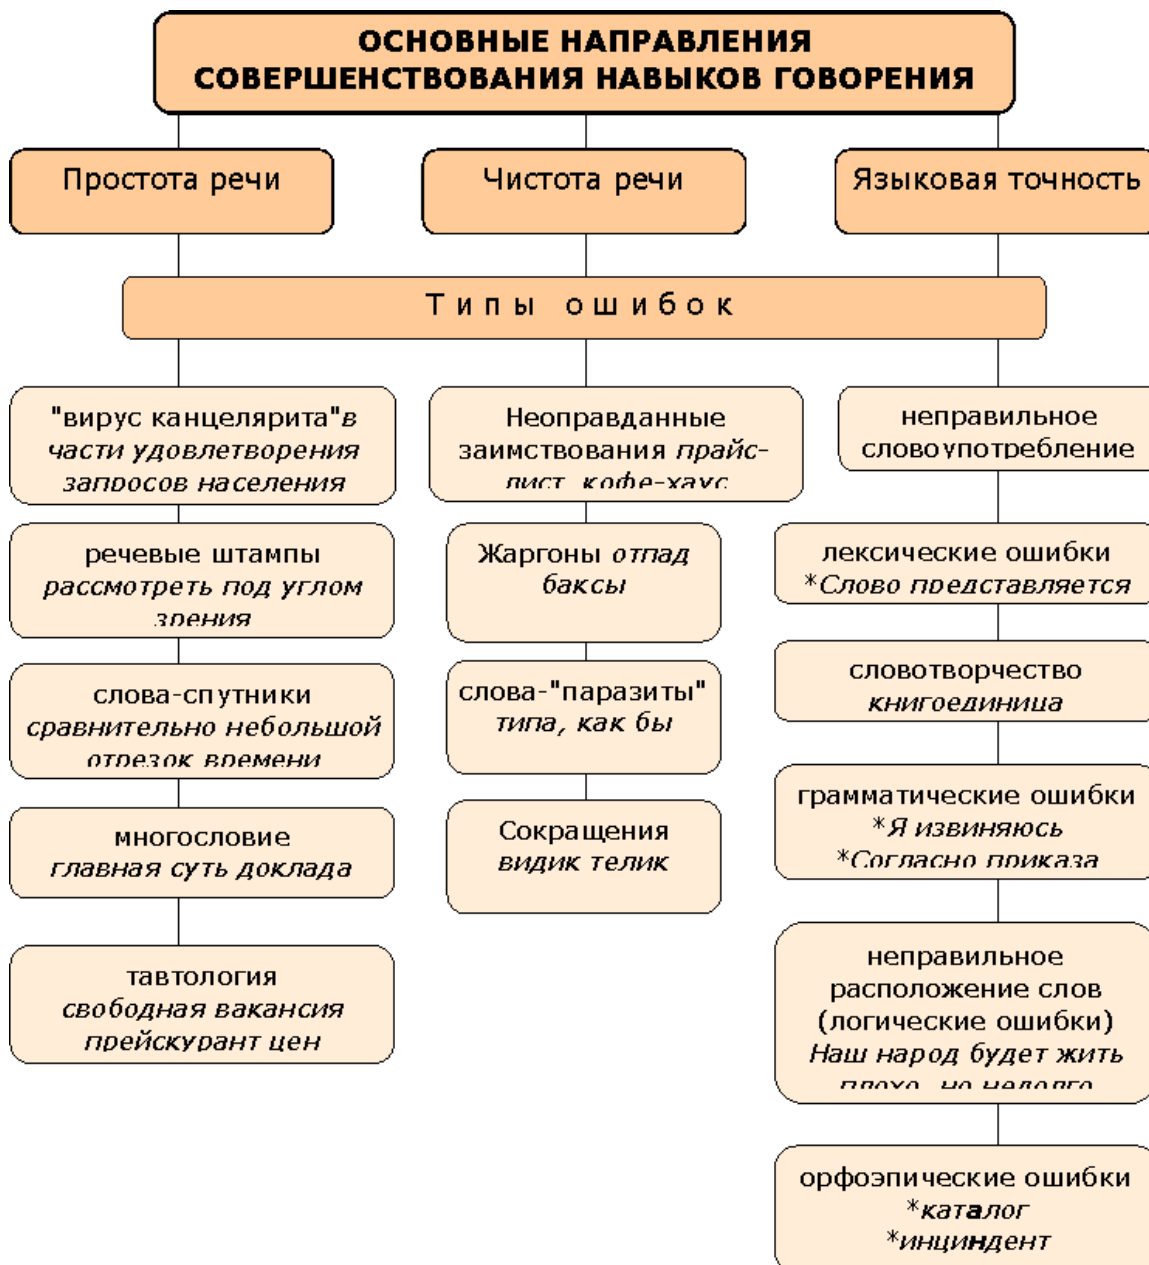 ОСНОВНЫЕ НАПРАВЛЕНИЯ
СОВЕРШЕНСТВОВАНИЯ НАВЫКОВ ГОВОРЕНИЯ
Простота речи
Чистота речи
Языковая точность
Типы ошибок
"вирус канцелярита"в
части удовлетворения
запросов населения
речевые штампы
рассмотреть под углом
зрения
слова-спутники
сравнительно небольшой
отрезок времени
многословие
главная суть доклада
тавтология
свободная вакансия
прейскурант цен
Неоправданные
заимствования прайс-
лист, кофе-хаус
Жаргоны отпад
баксы
слова-"паразиты"
типа, как бы
Сокращения
видик телик
неправильное
словоупотребление
лексические ошибки
*Слово представляется
словотворчество
книгоединица
грамматические ошибки
*Я извиняюсь
*Согласно приказа
неправильное
расположение слов
(логические ошибки)
Наш народ будет жить
плохо, но недолго
орфоэпические ошибки
*каталог
*инциндент